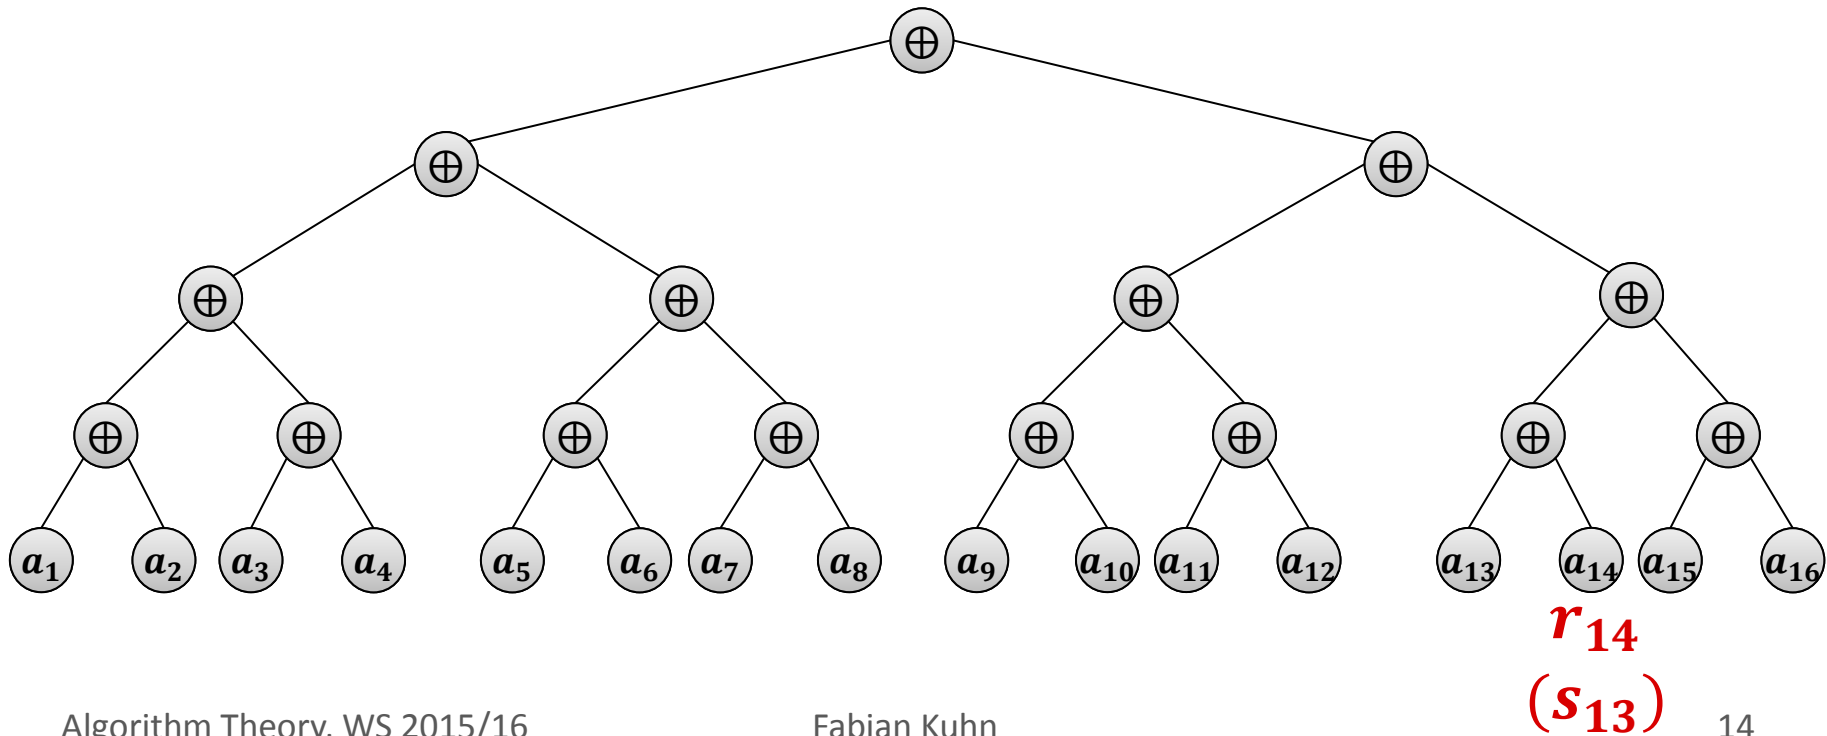 ⊕
⊕ ⊕
⊕ ⊕ ⊕ ⊕
⊕ ⊕ ⊕ ⊕ ⊕ ⊕ ⊕ ⊕
a₁ a₂ a₃ a₄ a₅ a₆ a₇ a₈ a₉ a₁₀ a₁₁ a₁₂ a₁₃ a₁₄ a₁₅ a₁₆
r₁₄
(s₁₃)
Algorithm Theory, WS 2015/16 Fabian Kuhn 14